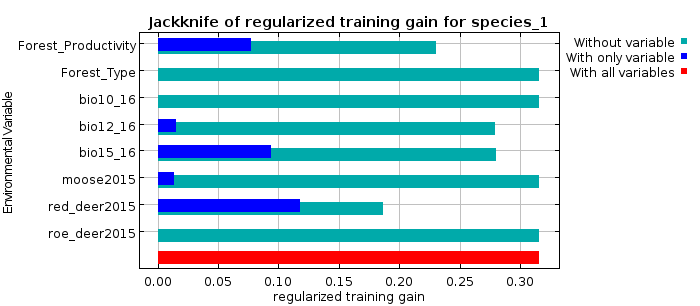 Jackknife of regularized training gain for species_1
Environmental Variable
Forest_Productivity
Forest_Type
bio10_16
bio12_16
bio15_16
moose2015
red_deer2015
roe_deer2015
0.00 0.05 0.10 0.15 0.20 0.25 0.30
regularized training gain
Without variable
With only variable
With all variables